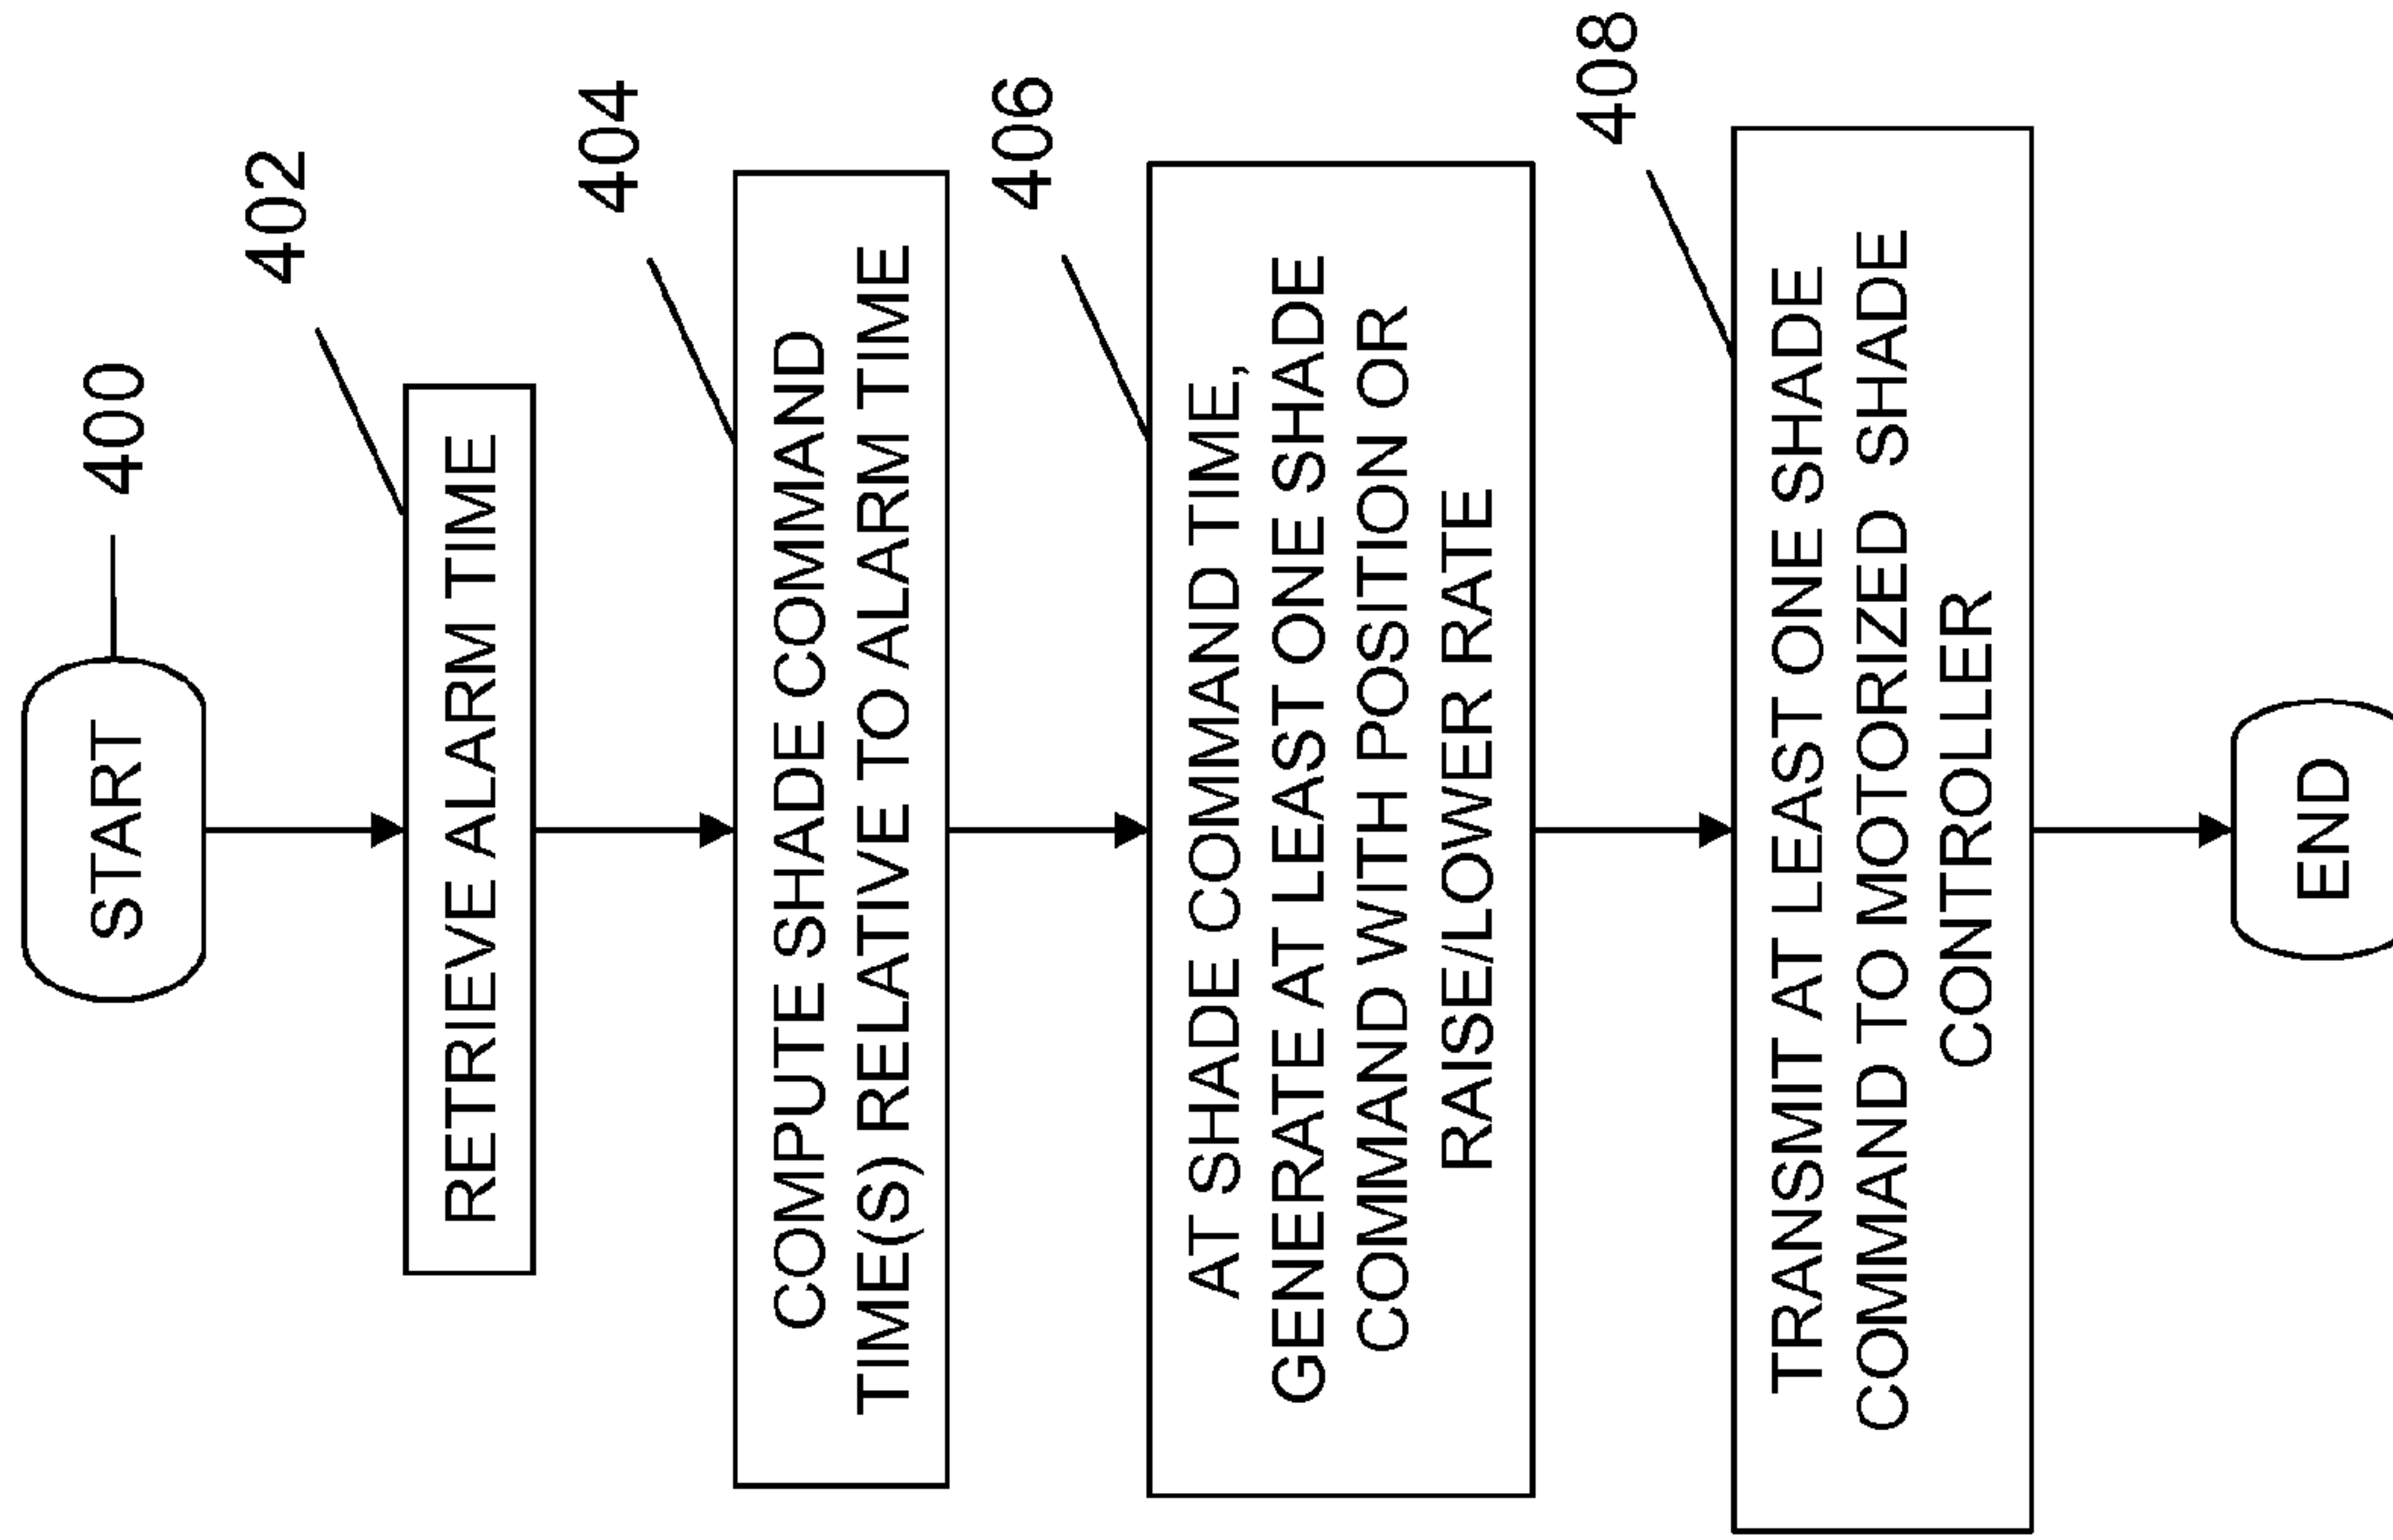 START
400
402
RETRIEVE ALARM TIME
404
COMPUTE SHADE COMMAND
TIME(S) RELATIVE TO ALARM TIME
406
AT SHADE COMMAND TIME,
GENERATE AT LEAST ONE SHADE
COMMAND WITH POSITION OR
RAISE/LOWER RATE
408
TRANSMIT AT LEAST ONE SHADE
COMMAND TO MOTORIZED SHADE
CONTROLLER
END